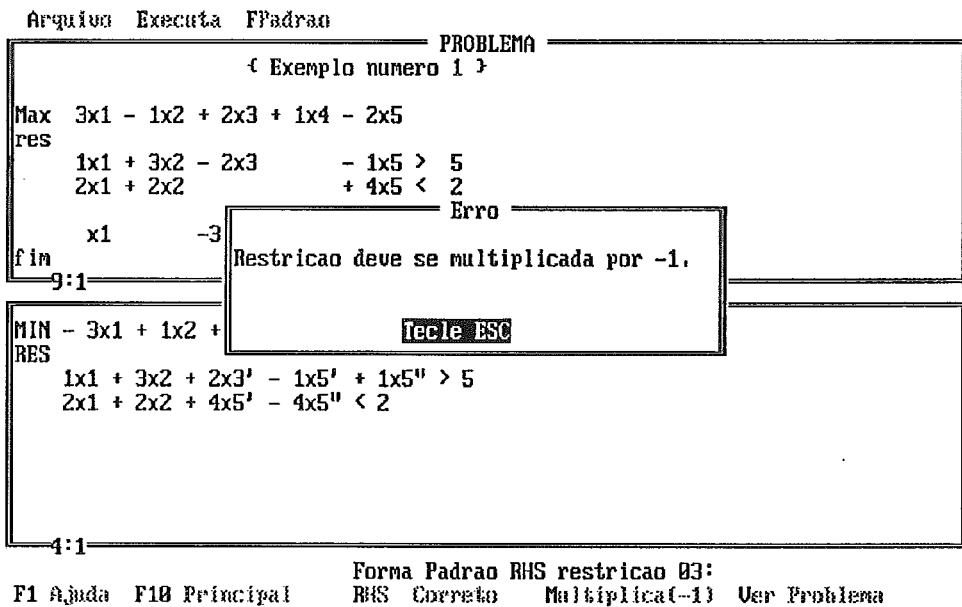 Arquivo Executa FPadrao
PROBLEMA
{ Exemplo numero 1 }
Max 3x1 - 1x2 + 2x3 + 1x4 - 2x5
res
1x1 + 3x2 - 2x3 - 1x5 > 5
2x1 + 2x2 + 4x5 < 2
x1 -3
fim
9:1
Erro
Restricao deve se multiplicada por -1.
Tecle ESC
MIN - 3x1 + 1x2 +
RES
1x1 + 3x2 + 2x3' - 1x5' + 1x5" > 5
2x1 + 2x2 + 4x5' - 4x5" < 2
4:1
Forma Padrao RHS restricao 03:
F1 Ajuda F10 Principal RHS Correto Multiplica(-1) Ver Problema